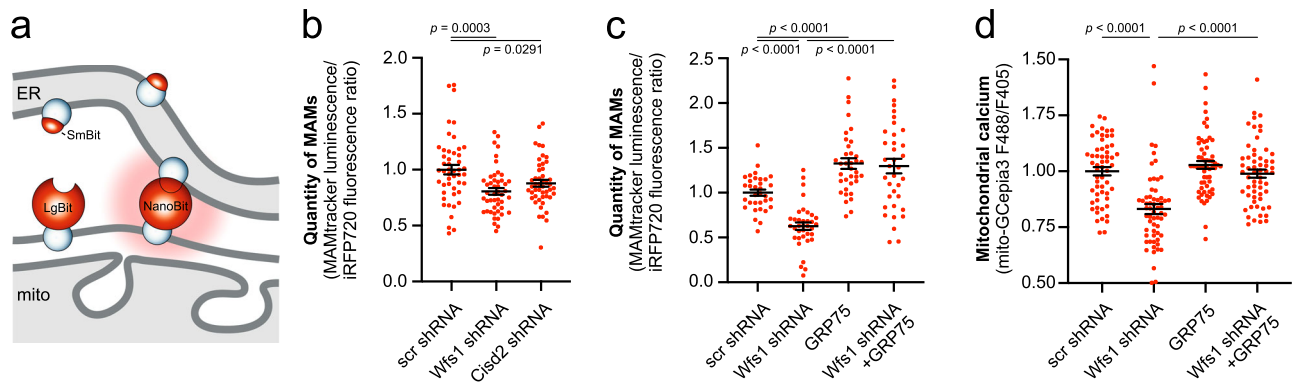 a
ER
SmBit
LgBit
NanoBit
mito
b
p = 0.0003
p = 0.0291
Quantity of MAMs
(MAMtracker luminescence/
iRFP720 fluorescence ratio)
2.0
1.5
1.0
0.5
0.0
scr shRNA
Wfs1 shRNA
Cisd2 shRNA
c
p < 0.0001
p < 0.0001
p < 0.0001
Quantity of MAMs
(MAMtracker luminescence/
iRFP720 fluorescence ratio)
2.5
2.0
1.5
1.0
0.5
0.0
scr shRNA
Wfs1 shRNA
GRP75
Wfs1 shRNA
+GRP75
d
p < 0.0001
p < 0.0001
Mitochondrial calcium
(mito-GCepia3 F488/F405)
1.50
1.75
1.00
0.75
0.50
scr shRNA
Wfs1 shRNA
GRP75
Wfs1 shRNA
+GRP75